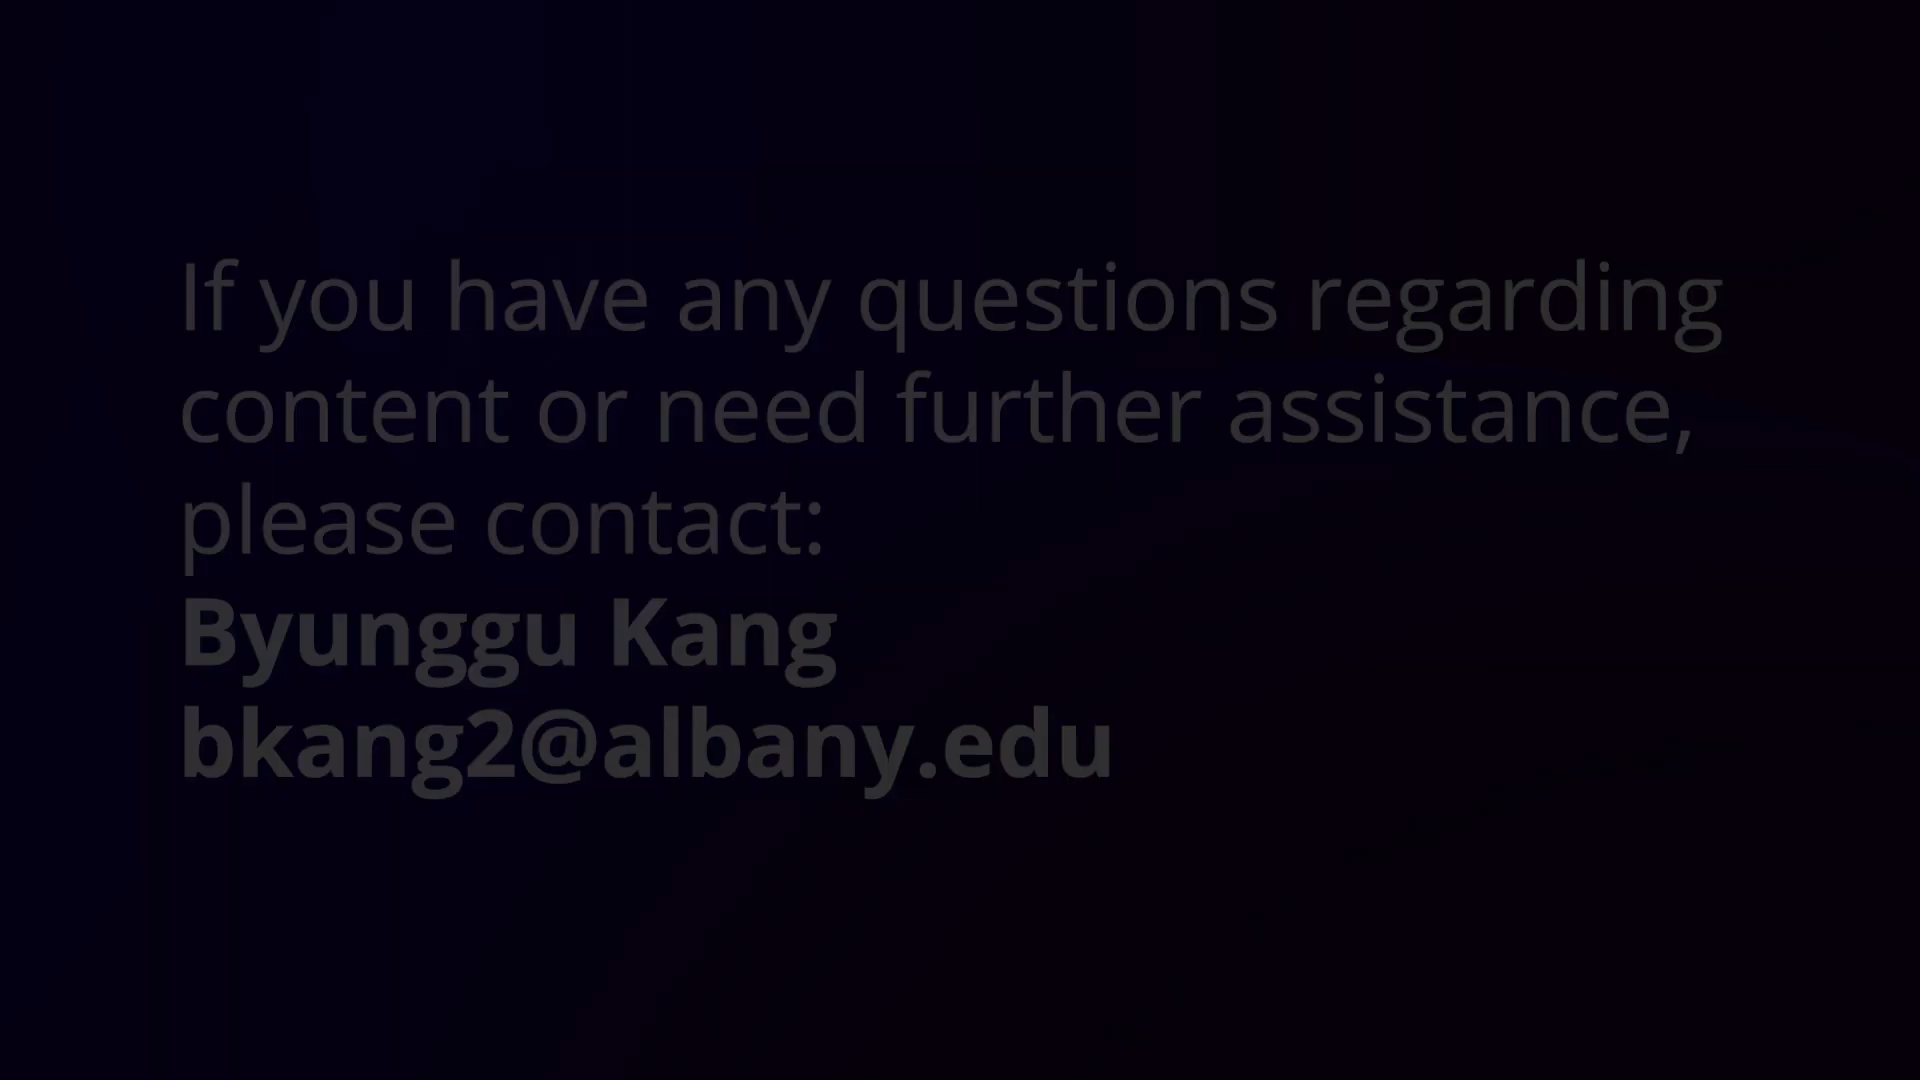 If you have any questions regarding
content or need further assistance,
please contact:
Byunggu Kang
bkang2@albany.edu